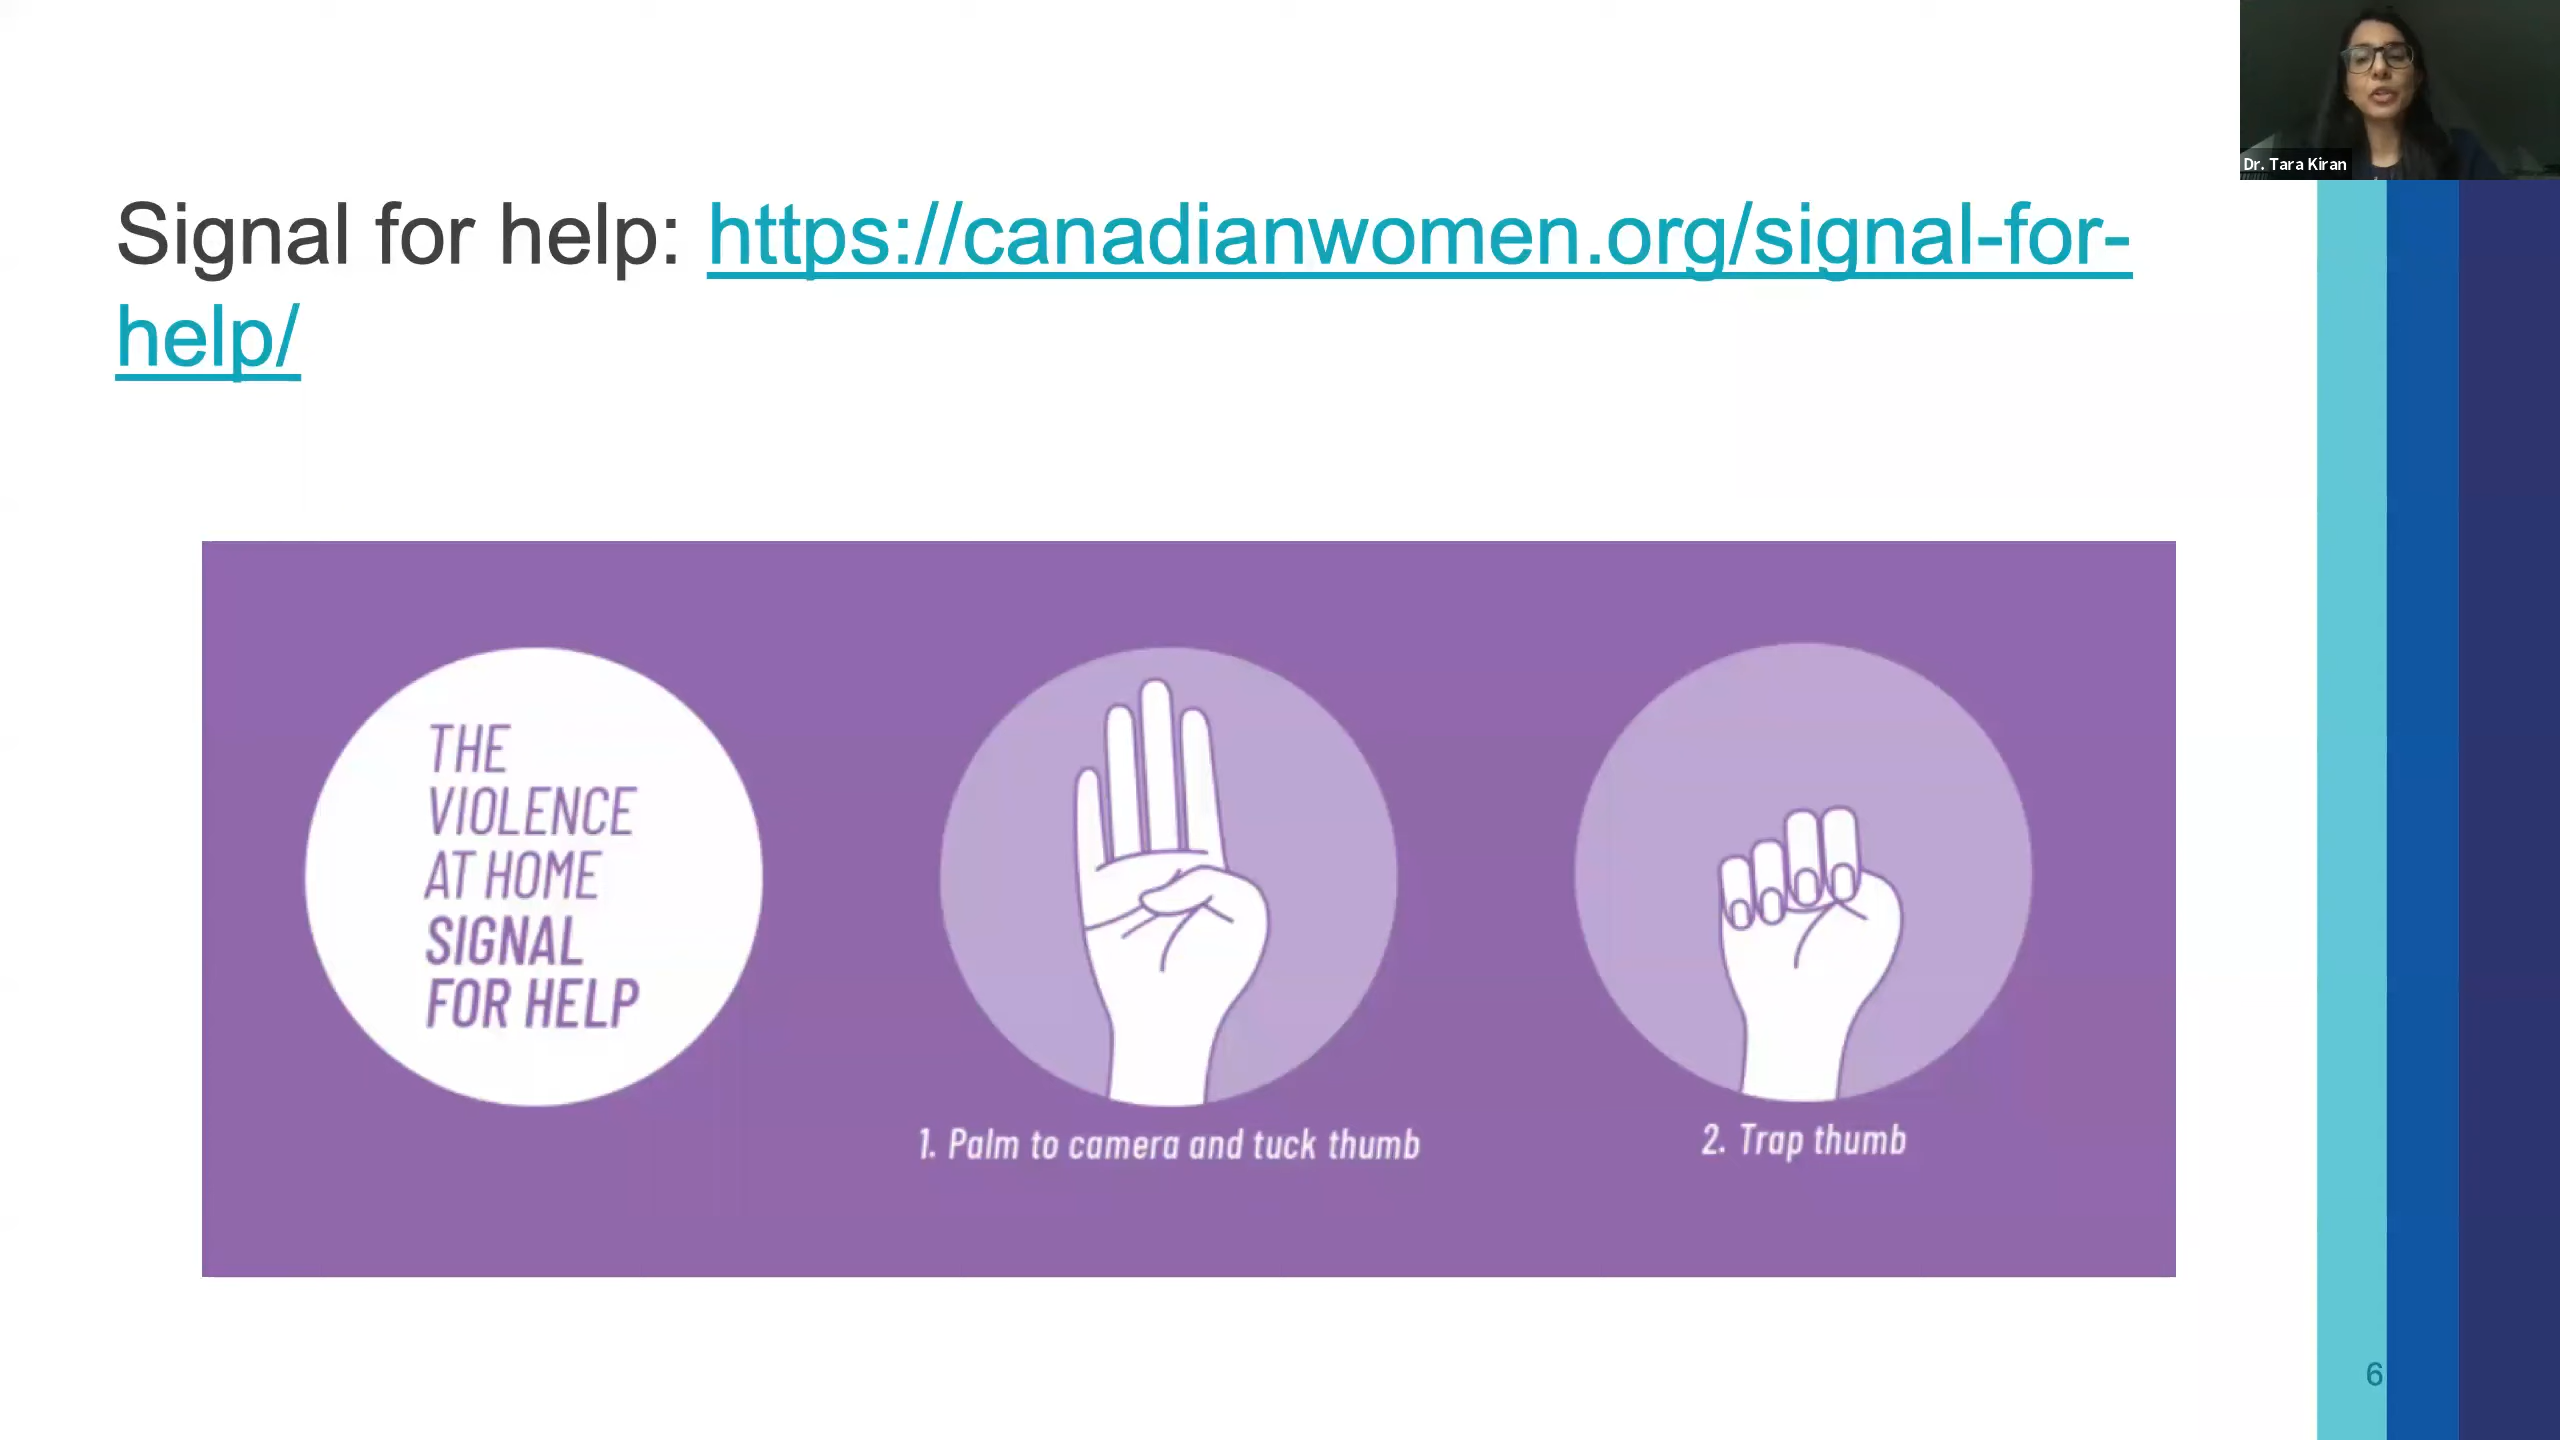 Dr. Tara Kiran
Signal for help: https://canadianwomen.org/signal-for-
help/
THE
VIOLENCE
AT HOME
SIGNAL
FOR HELP
1. Palm to camera and tuck thumb
2. Trap thumb
6